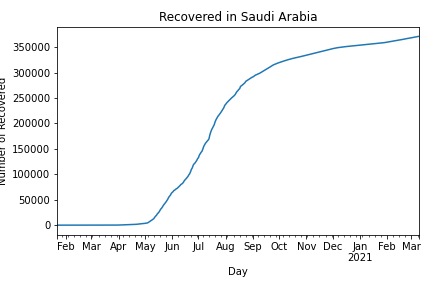 Recovered in Saudi Arabia
Number of Recovered
350000
300000
250000
200000
150000
100000
50000
0
Feb Mar Apr May Jun Jul Aug Sep Oct Nov Dec Jan Feb Mar
2021
Day